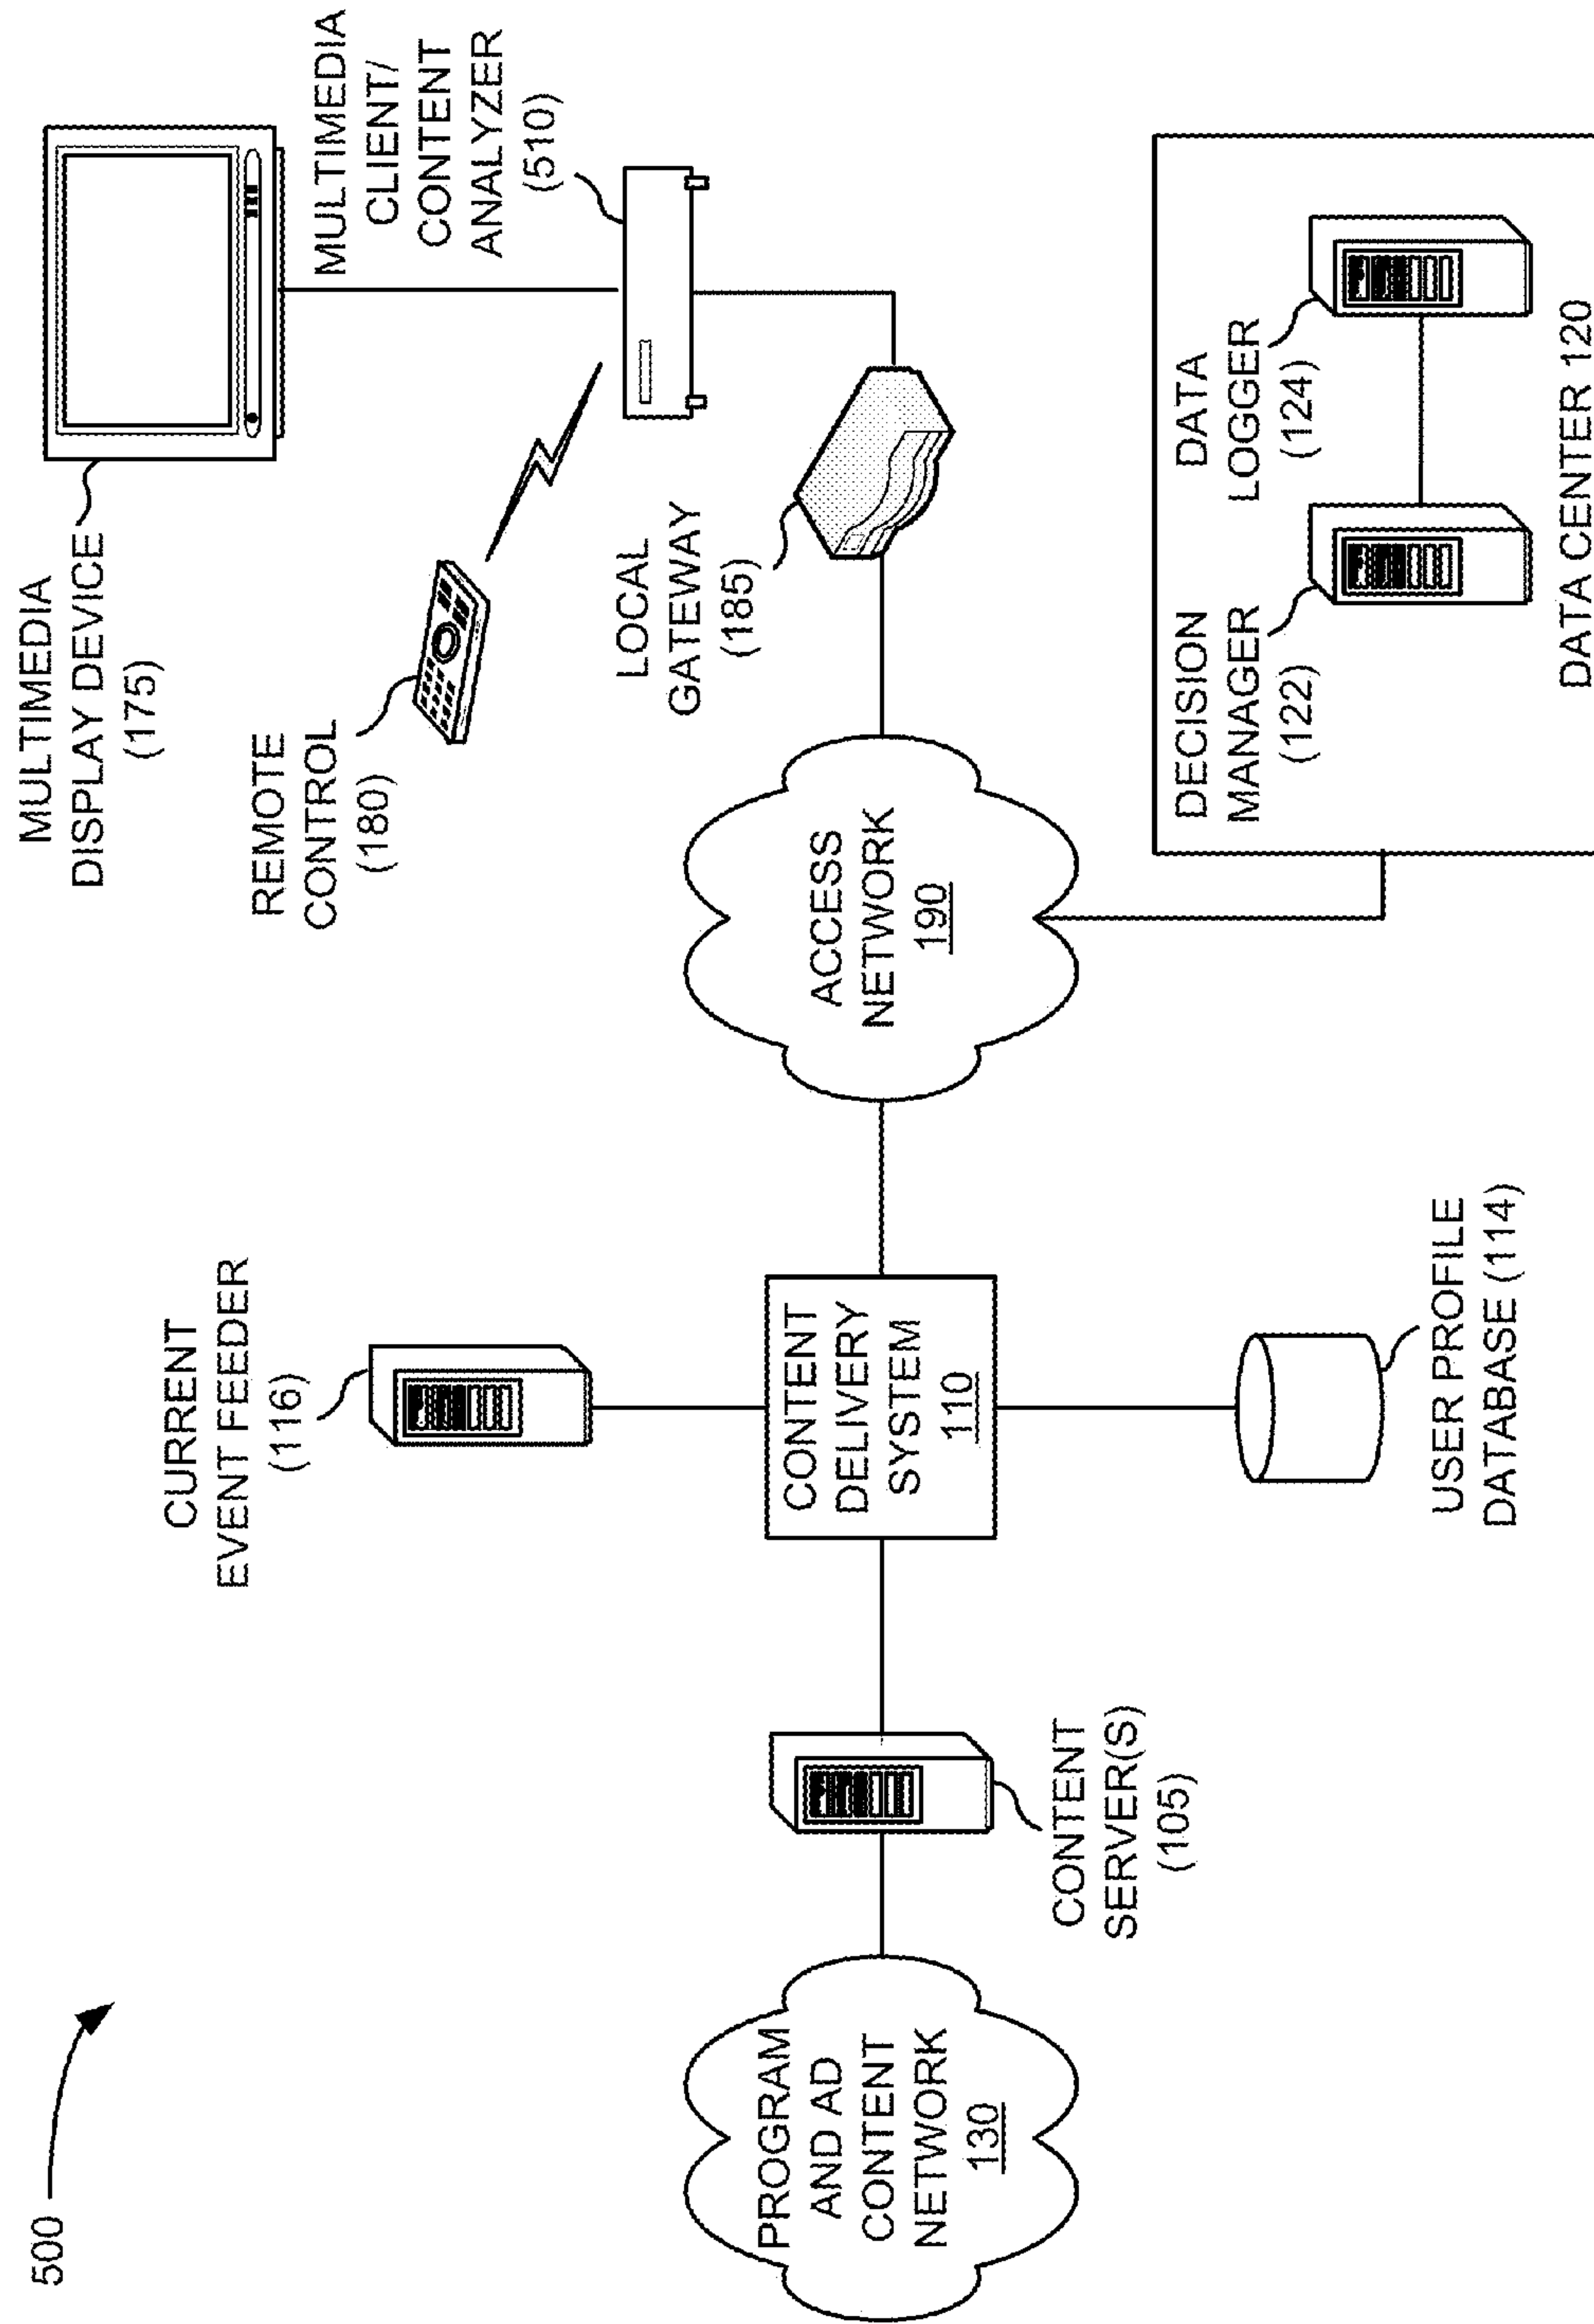 500
PROGRAM
AND AD
CONTENT
NETWORK
130
CONTENT
SERVER(S)
(105)
CURRENT
EVENT FEEDER
(116)
CONTENT
DELIVERY
SYSTEM
110
USER PROFILE
DATABASE (114)
ACCESS
NETWORK
190
MULTIMEDIA
DISPLAY DEVICE
(175)
REMOTE
CONTROL
(180)
MULTIMEDIA
CLIENT/
CONTENT
ANALYZER
(510)
LOCAL
GATEWAY
(185)
DECISION
MANAGER
(122)
DATA
LOGGER
(124)
DATA CENTER 120